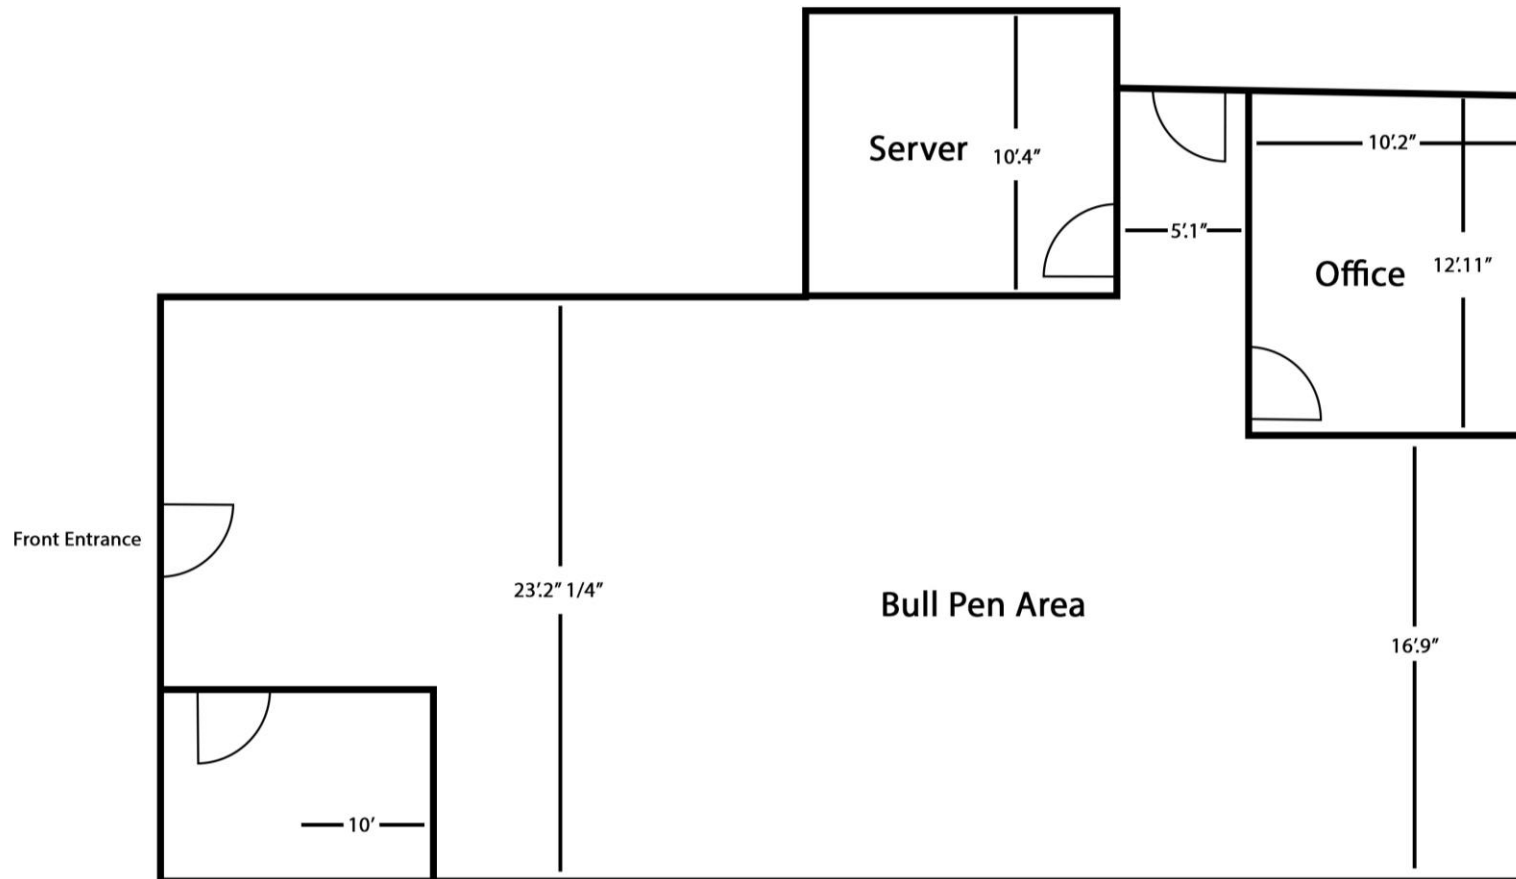 Server
10'.4"
10'.2"
5'.1"
Office
12'.11"
Front Entrance
23'.2" 1/4"
Bull Pen Area
16'.9"
10'